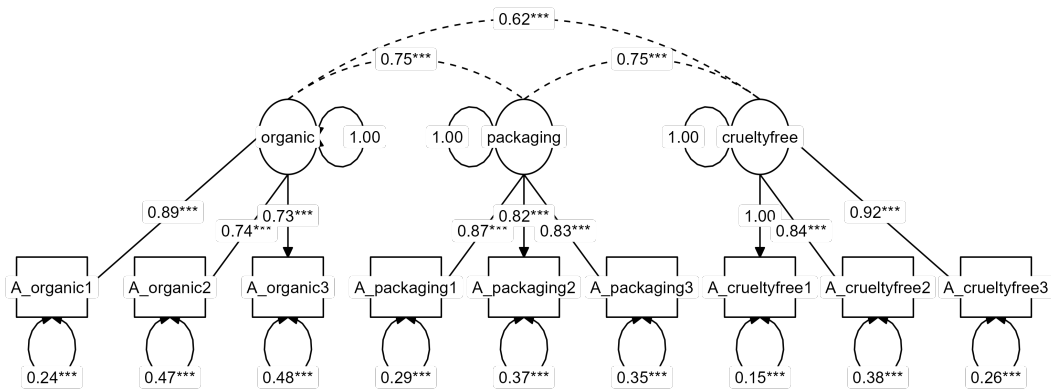 0.62***
0.75*** 0.75***
organic 1.00 1.00 packaging 1.00 crueltyfree
0.89*** 0.73*** 0.82*** 1.00 0.92***
0.74*** 0.87*** 0.83*** 0.84***
A_organic1 A_organic2 A_organic3 A_packaging1 A_packaging2 A_packaging3 A_crueltyfree1 A_crueltyfree2 A_crueltyfree3
0.24*** 0.47*** 0.48*** 0.29*** 0.37*** 0.35*** 0.15*** 0.38*** 0.26***